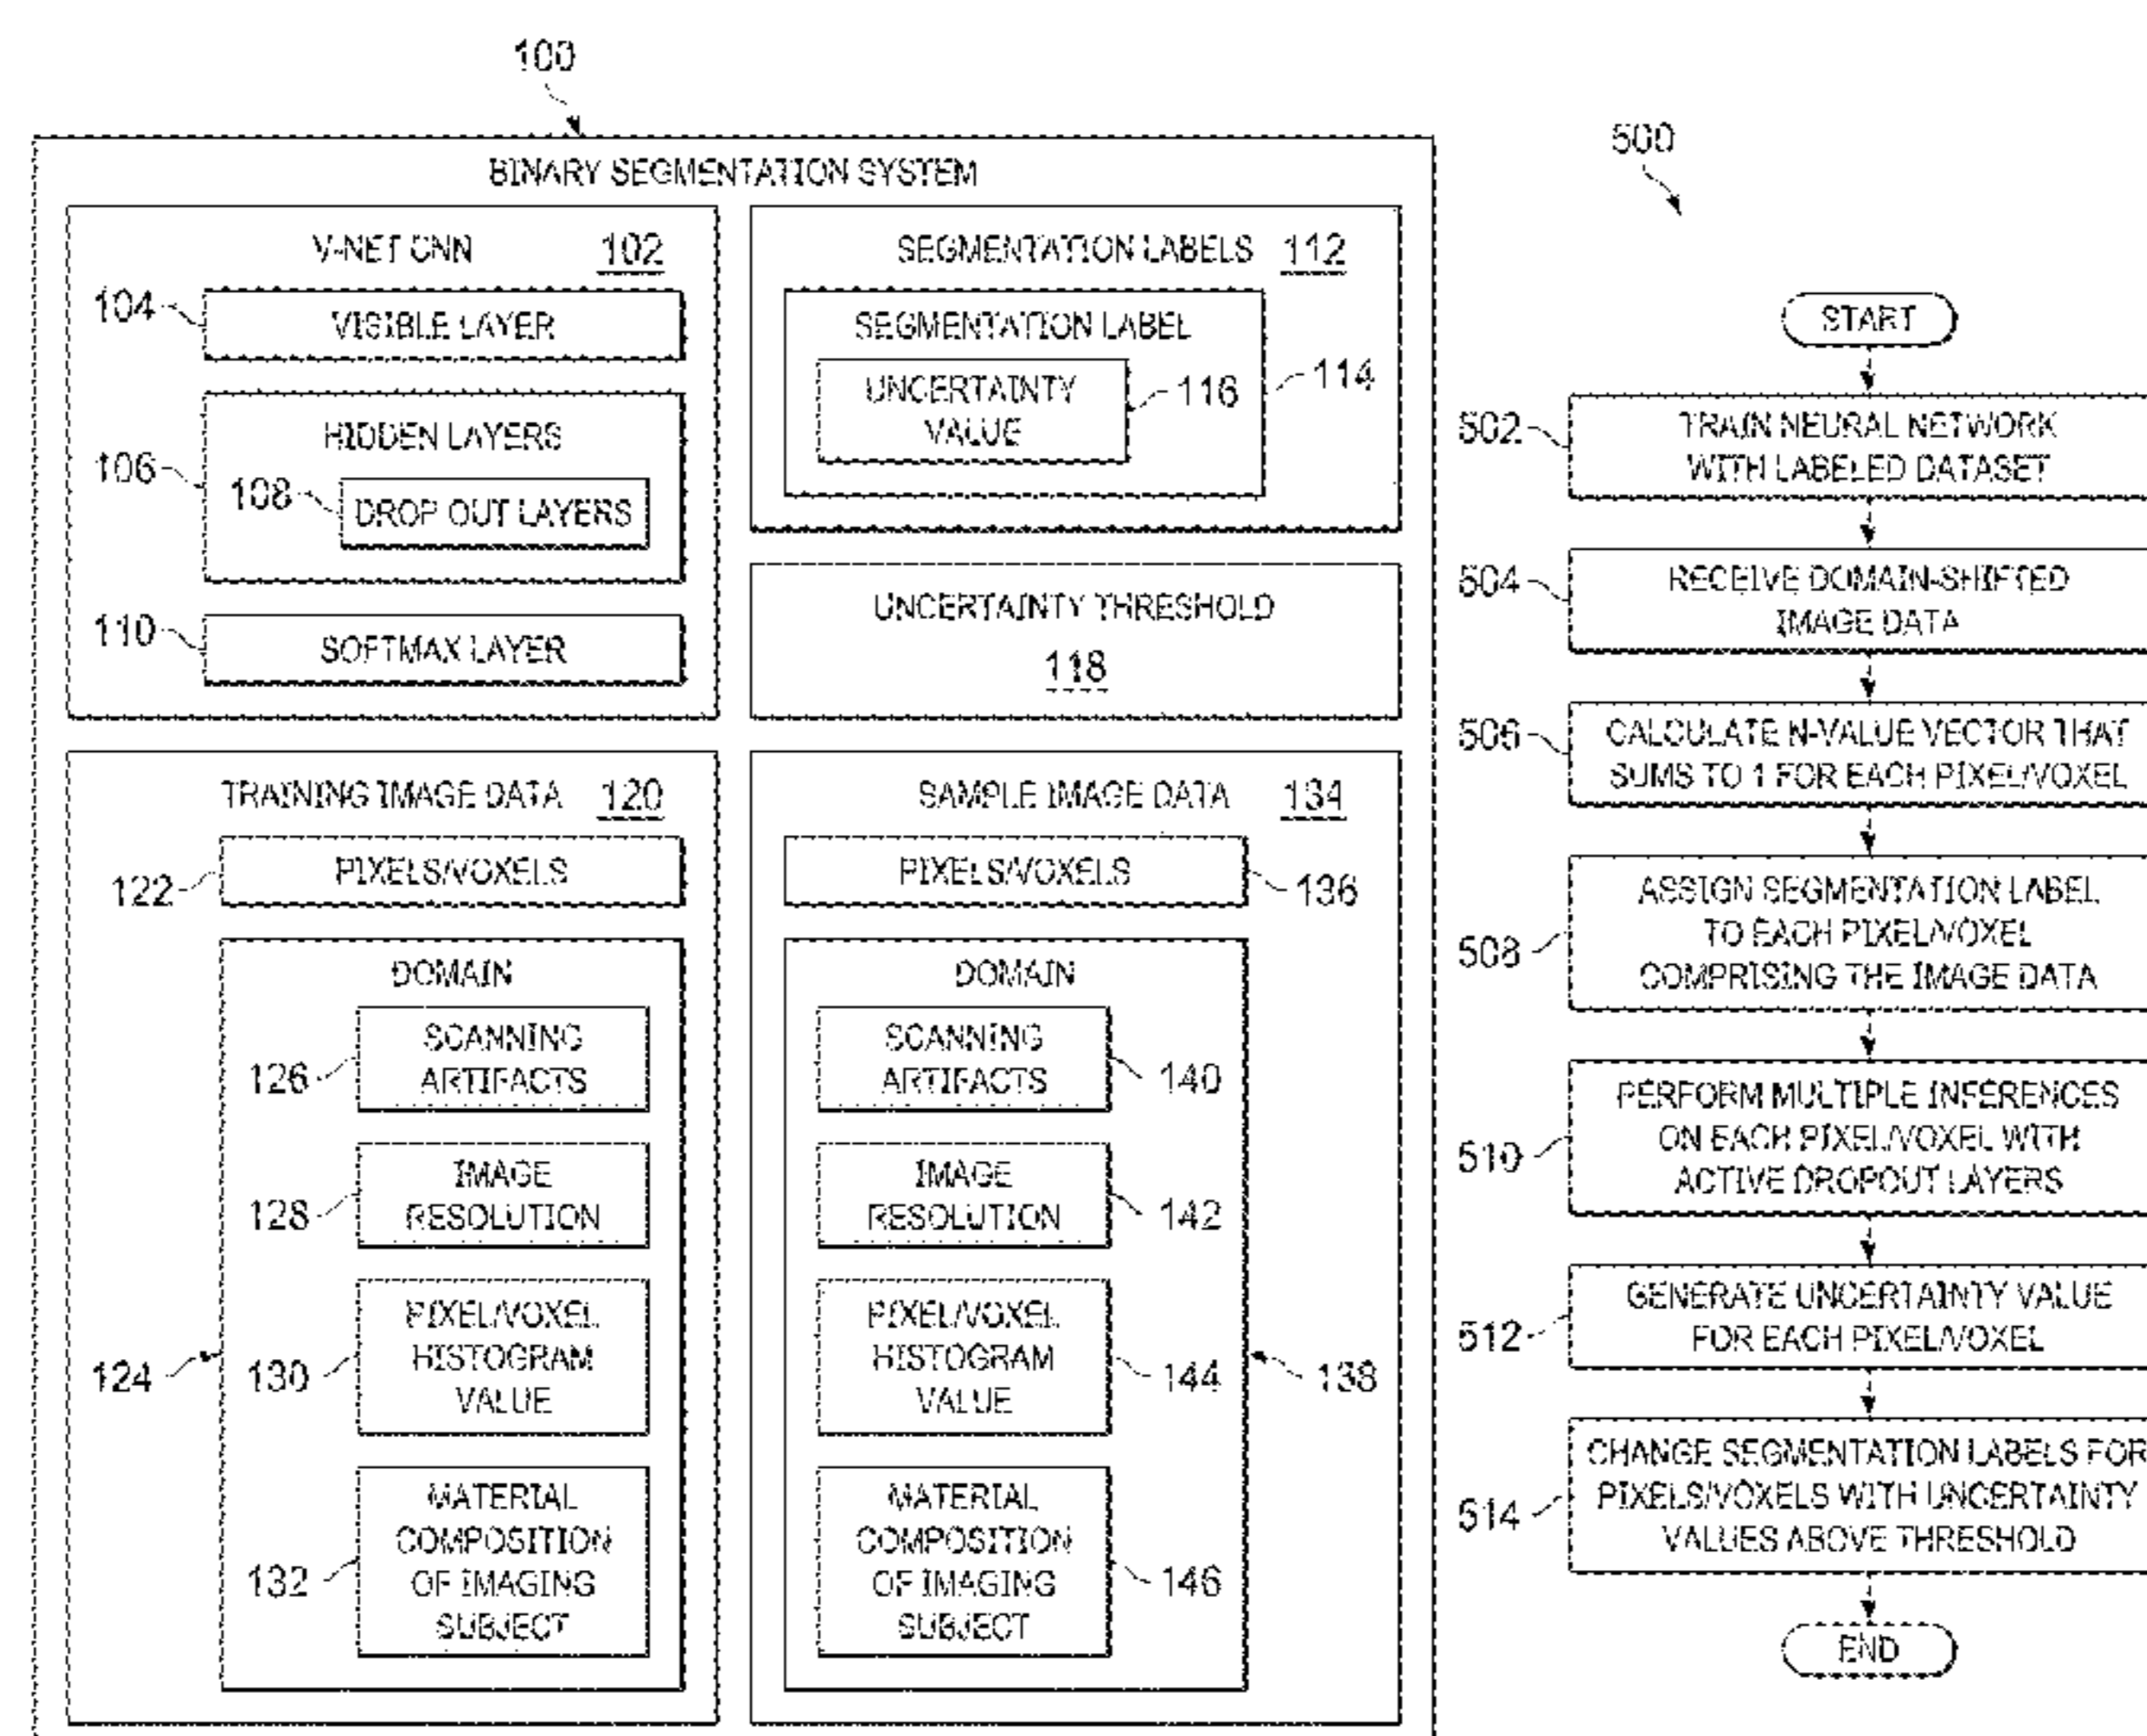 100
BINARY SEGMENTATION SYSTEM
V-NET CNN 102
104
VISIBLE LAYER
106
HIDDEN LAYERS
108
DROP OUT LAYERS
110
SOFTMAX LAYER
SEGMENTATION LABELS 112
SEGMENTATION LABEL
114
UNCERTAINTY
VALUE
116
UNCERTAINTY THRESHOLD
118
TRAINING IMAGE DATA 120
122
PIXELS/VOXELS
124
DOMAIN
126
SCANNING
ARTIFACTS
128
IMAGE
RESOLUTION
130
PIXEL/VOXEL
HISTOGRAM
VALUE
132
MATERIAL
COMPOSITION
OF IMAGING
SUBJECT
SAMPLE IMAGE DATA 134
PIXELS/VOXELS
136
DOMAIN
138
SCANNING
ARTIFACTS
140
IMAGE
RESOLUTION
142
PIXEL/VOXEL
HISTOGRAM
VALUE
144
MATERIAL
COMPOSITION
OF IMAGING
SUBJECT
146
500
START
502
TRAIN NEURAL NETWORK
WITH LABELED DATASET
504
RECEIVE DOMAIN-SHIFTED
IMAGE DATA
506
CALCULATE N-VALUE VECTOR THAT
SUMS TO 1 FOR EACH PIXEL/VOXEL
508
ASSIGN SEGMENTATION LABEL
TO EACH PIXEL/VOXEL
COMPRISING THE IMAGE DATA
510
PERFORM MULTIPLE INFERENCES
ON EACH PIXEL/VOXEL WITH
ACTIVE DROPOUT LAYERS
512
GENERATE UNCERTAINTY VALUE
FOR EACH PIXEL/VOXEL
514
CHANGE SEGMENTATION LABELS FOR
PIXELS/VOXELS WITH UNCERTAINTY
VALUES ABOVE THRESHOLD
END